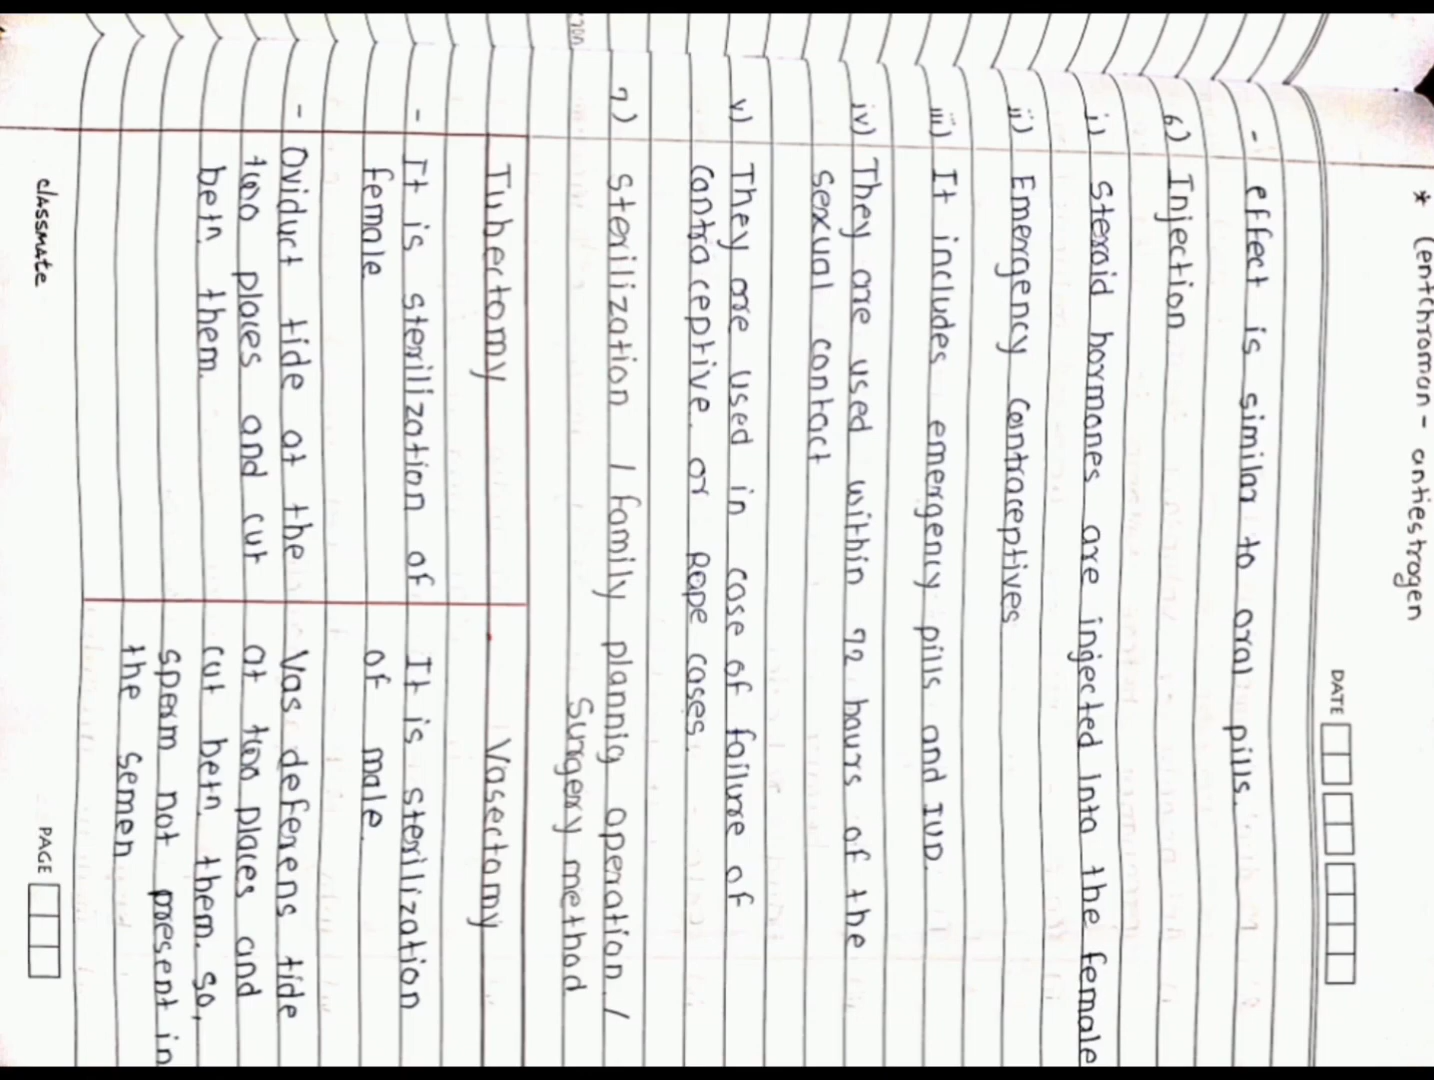 * Centchroman - antiestrogen
DATE
- effect is similar to oral pills.
6) Injection
i) Steroid hormones are injected into the female
ii) Emergency contraceptives
iii) It includes emergency pills and IUD.
iv) They are used within 72 hours of the
sexual contact
v) They are used in case of failure of
contraceptive or Rape cases.
7) Sterilization / family plannig operation /
Surgery method
Tubectomy
Vasectomy
- It is sterilization of
female.
It is sterilization
of male.
- Oviduct tide at the
two places and cut
betn them.
Vas deferens tide
at two places and
cut betn them. So,
sperm not present in
the semen
classmate
PAGE